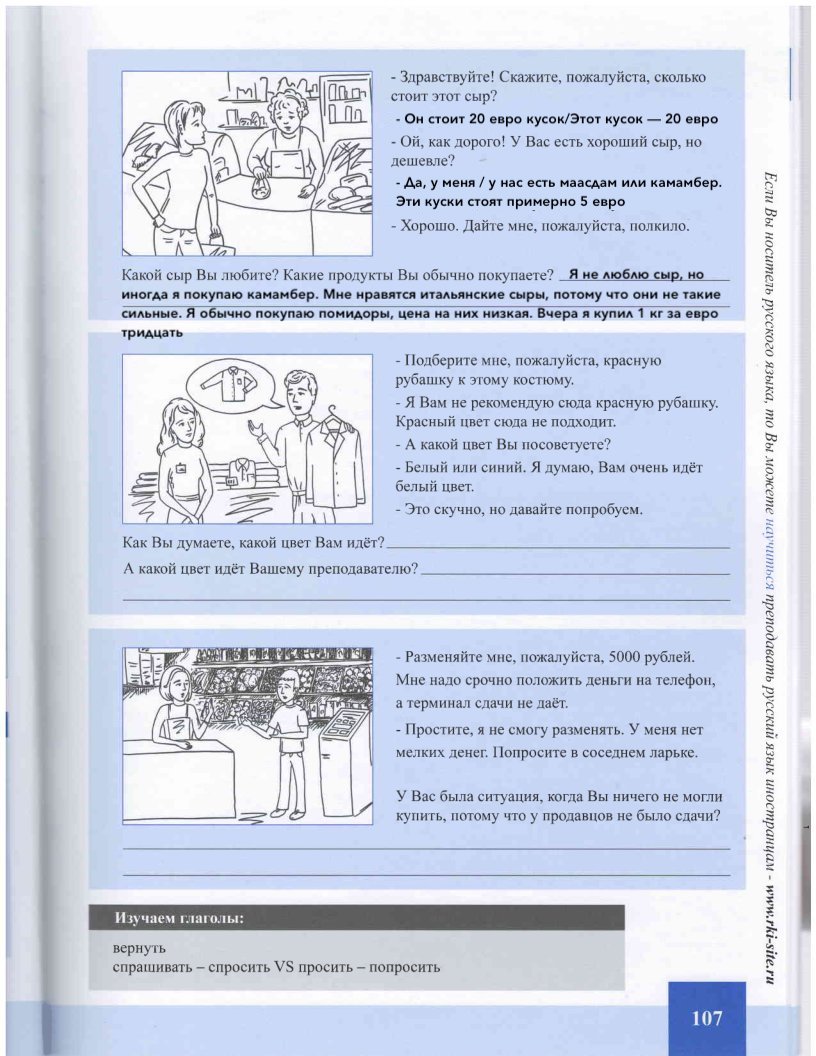 - Здравствуйте! Скажите, пожалуйста, сколько
стоит этот сыр?
- Он стоит 20 евро кусок/Этот кусок — 20 евро
- Ой, как дорого! У Вас есть хороший сыр, но
дешевле?
- Да, у меня / у нас есть маасдам или камамбер.
Эти куски стоят примерно 5 евро
- Хорошо. Дайте мне, пожалуйста, полкило.
Какой сыр Вы любите? Какие продукты Вы обычно покупаете? Я не люблю сыр, но
иногда я покупаю камамбер. Мне нравятся итальянские сыры, потому что они не такие
сильные. Я обычно покупаю помидоры, цена на них низкая. Вчера я купил 1 кг за евро
тридцать
- Подберите мне, пожалуйста, красную
рубашку к этому костюму.
- Я Вам не рекомендую сюда красную рубашку.
Красный цвет сюда не подходит.
- А какой цвет Вы посоветуете?
- Белый или синий. Я думаю, Вам очень идёт
белый цвет.
- Это скучно, но давайте попробуем.
Как Вы думаете, какой цвет Вам идёт?
А какой цвет идёт Вашему преподавателю?
- Разменяйте мне, пожалуйста, 5000 рублей.
Мне надо срочно положить деньги на телефон,
а терминал сдачи не даёт.
- Простите, я не смогу разменять. У меня нет
мелких денег. Попросите в соседнем ларьке.
У Вас была ситуация, когда Вы ничего не могли
купить, потому что у продавцов не было сдачи?
Изучаем глаголы:
вернуть
спрашивать – спросить VS просить – попросить
107
Если Вы носитель русского языка, то Вы можете научиться преподавать русский язык иностранцам - www.rki-site.ru